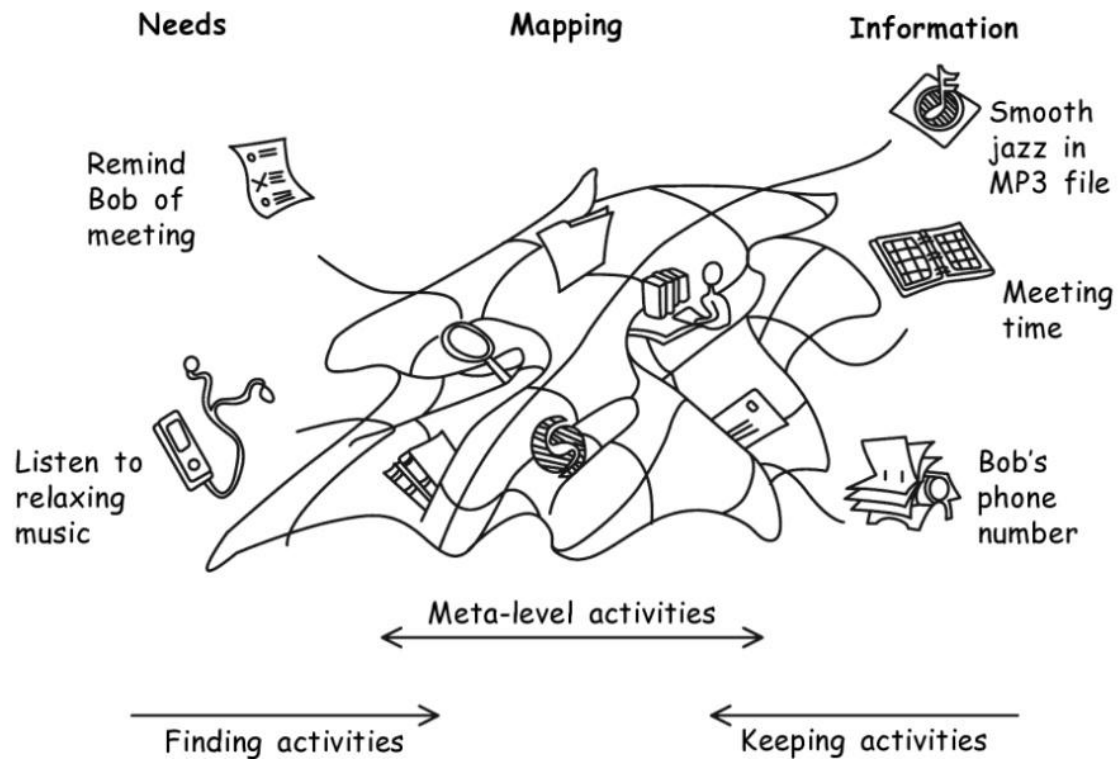 Needs
Mapping
Information
Smooth
jazz in
MP3 file
Remind
Bob of
meeting
Meeting
time
Listen to
relaxing
music
Bob's
phone
number
Meta-level activities
Finding activities
Keeping activities